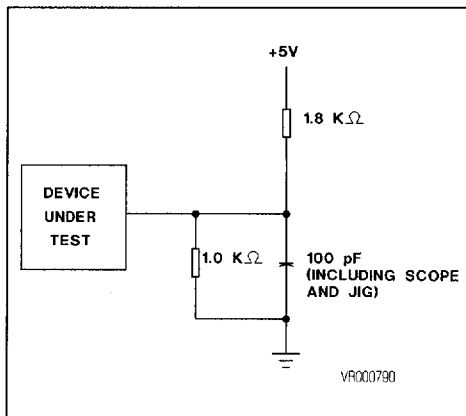 +5V
1.8 KΩ
DEVICE
UNDER
TEST
1.0 KΩ
100 pF
(INCLUDING SCOPE
AND JIG)
VR000790